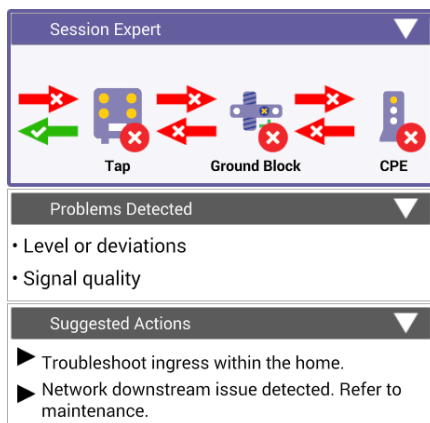 Session Expert
Tap
Ground Block
CPE
Problems Detected
• Level or deviations
• Signal quality
Suggested Actions
Troubleshoot ingress within the home.
Network downstream issue detected. Refer to
maintenance.